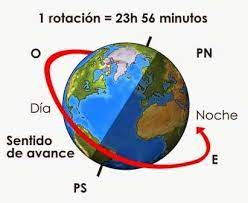 1 rotación = 23h 56 minutos
O
PN
Día
Noche
Sentido
de avance
E
PS